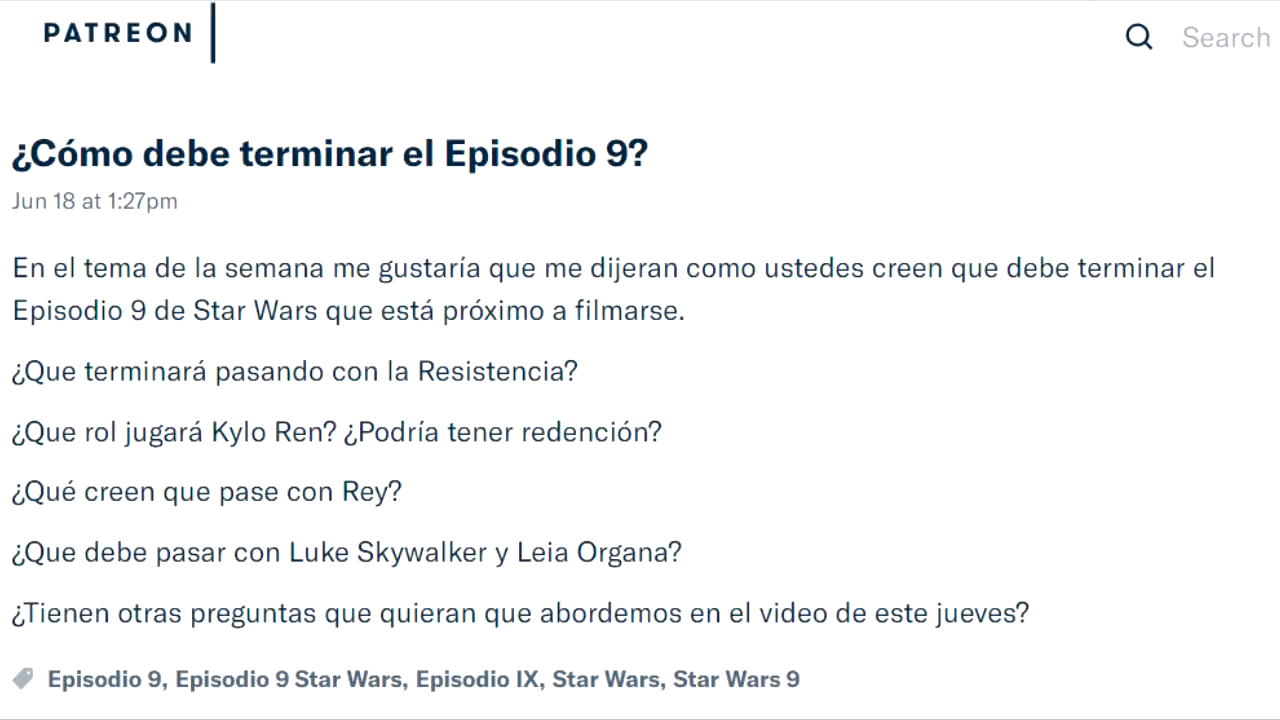 PATREON
Search
¿Cómo debe terminar el Episodio 9?
Jun 18 at 1:27pm
En el tema de la semana me gustaría que me dijeran como ustedes creen que debe terminar el
Episodio 9 de Star Wars que está próximo a filmarse.
¿Que terminará pasando con la Resistencia?
¿Que rol jugará Kylo Ren? ¿Podría tener redención?
¿Qué creen que pase con Rey?
¿Que debe pasar con Luke Skywalker y Leia Organa?
¿Tienen otras preguntas que quieran que abordemos en el video de este jueves?
Episodio 9, Episodio 9 Star Wars, Episodio IX, Star Wars, Star Wars 9